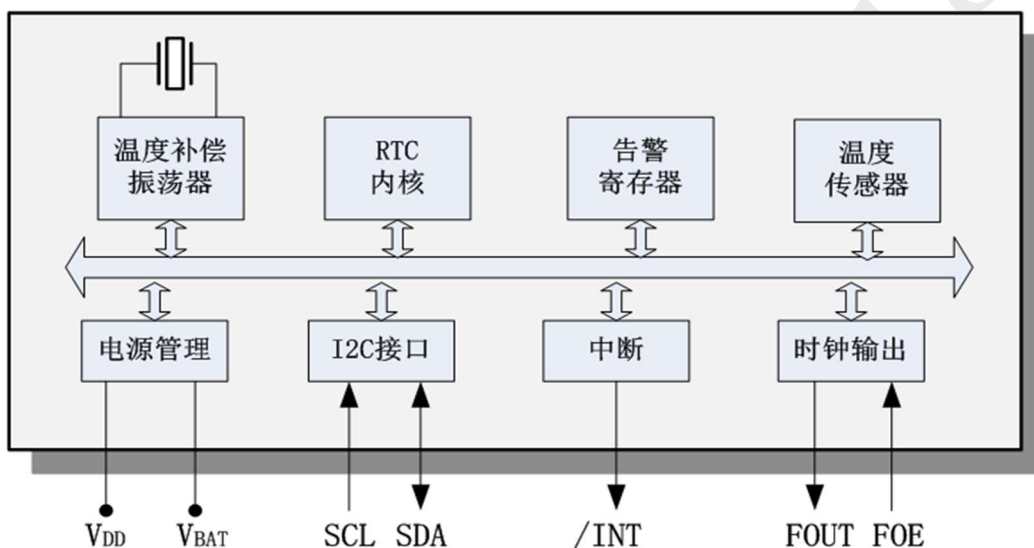 温度补偿
振荡器
RTC
内核
告警
寄存器
温度
传感器
电源管理
I2C接口
中断
时钟输出
VDD
VBAT
SCL
SDA
/INT
FOUT
FOE